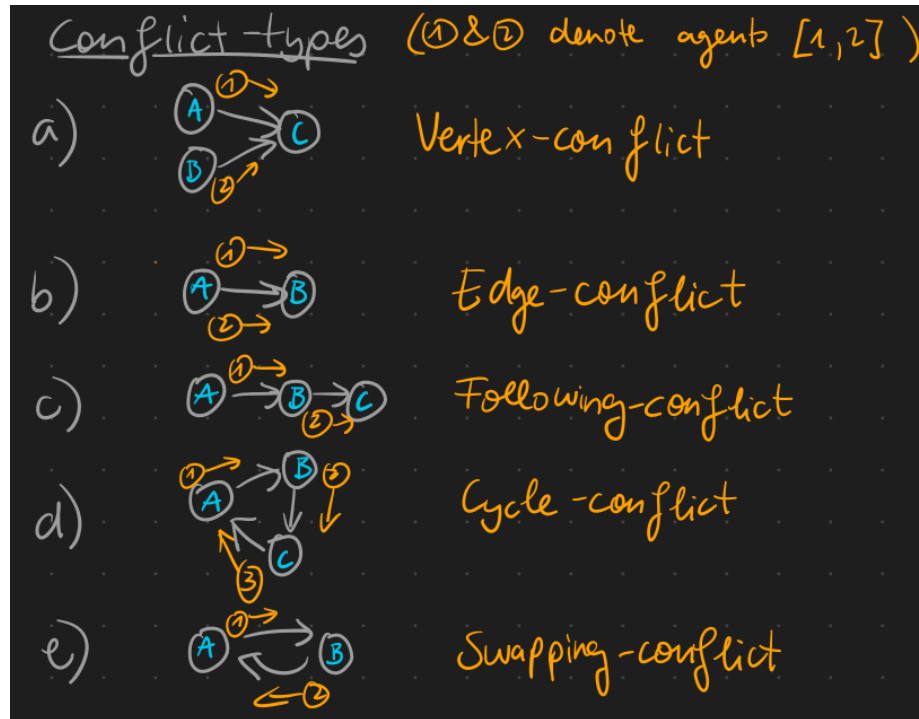 Conflict-types (①&② denote agents [1,2])
a) A ① B ② C Vertex-conflict
b) A ① ② B Edge-conflict
c) A ① B ② C Following-conflict
d) ① A B ② C ③ Cycle-conflict
e) A ① B ② Swapping-conflict